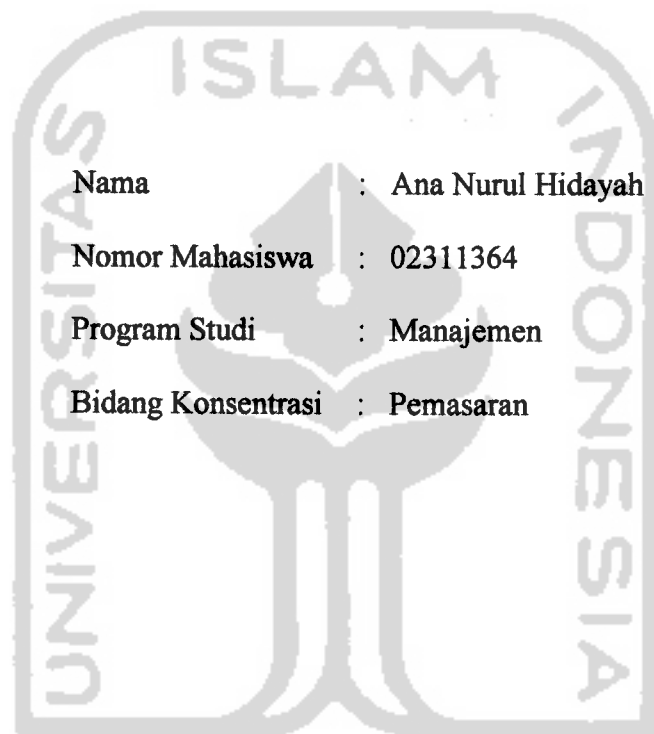 UNIVERSITAS ISLAM INDONESIA
Nama : Ana Nurul Hidayah
Nomor Mahasiswa : 02311364
Program Studi : Manajemen
Bidang Konsentrasi : Pemasaran